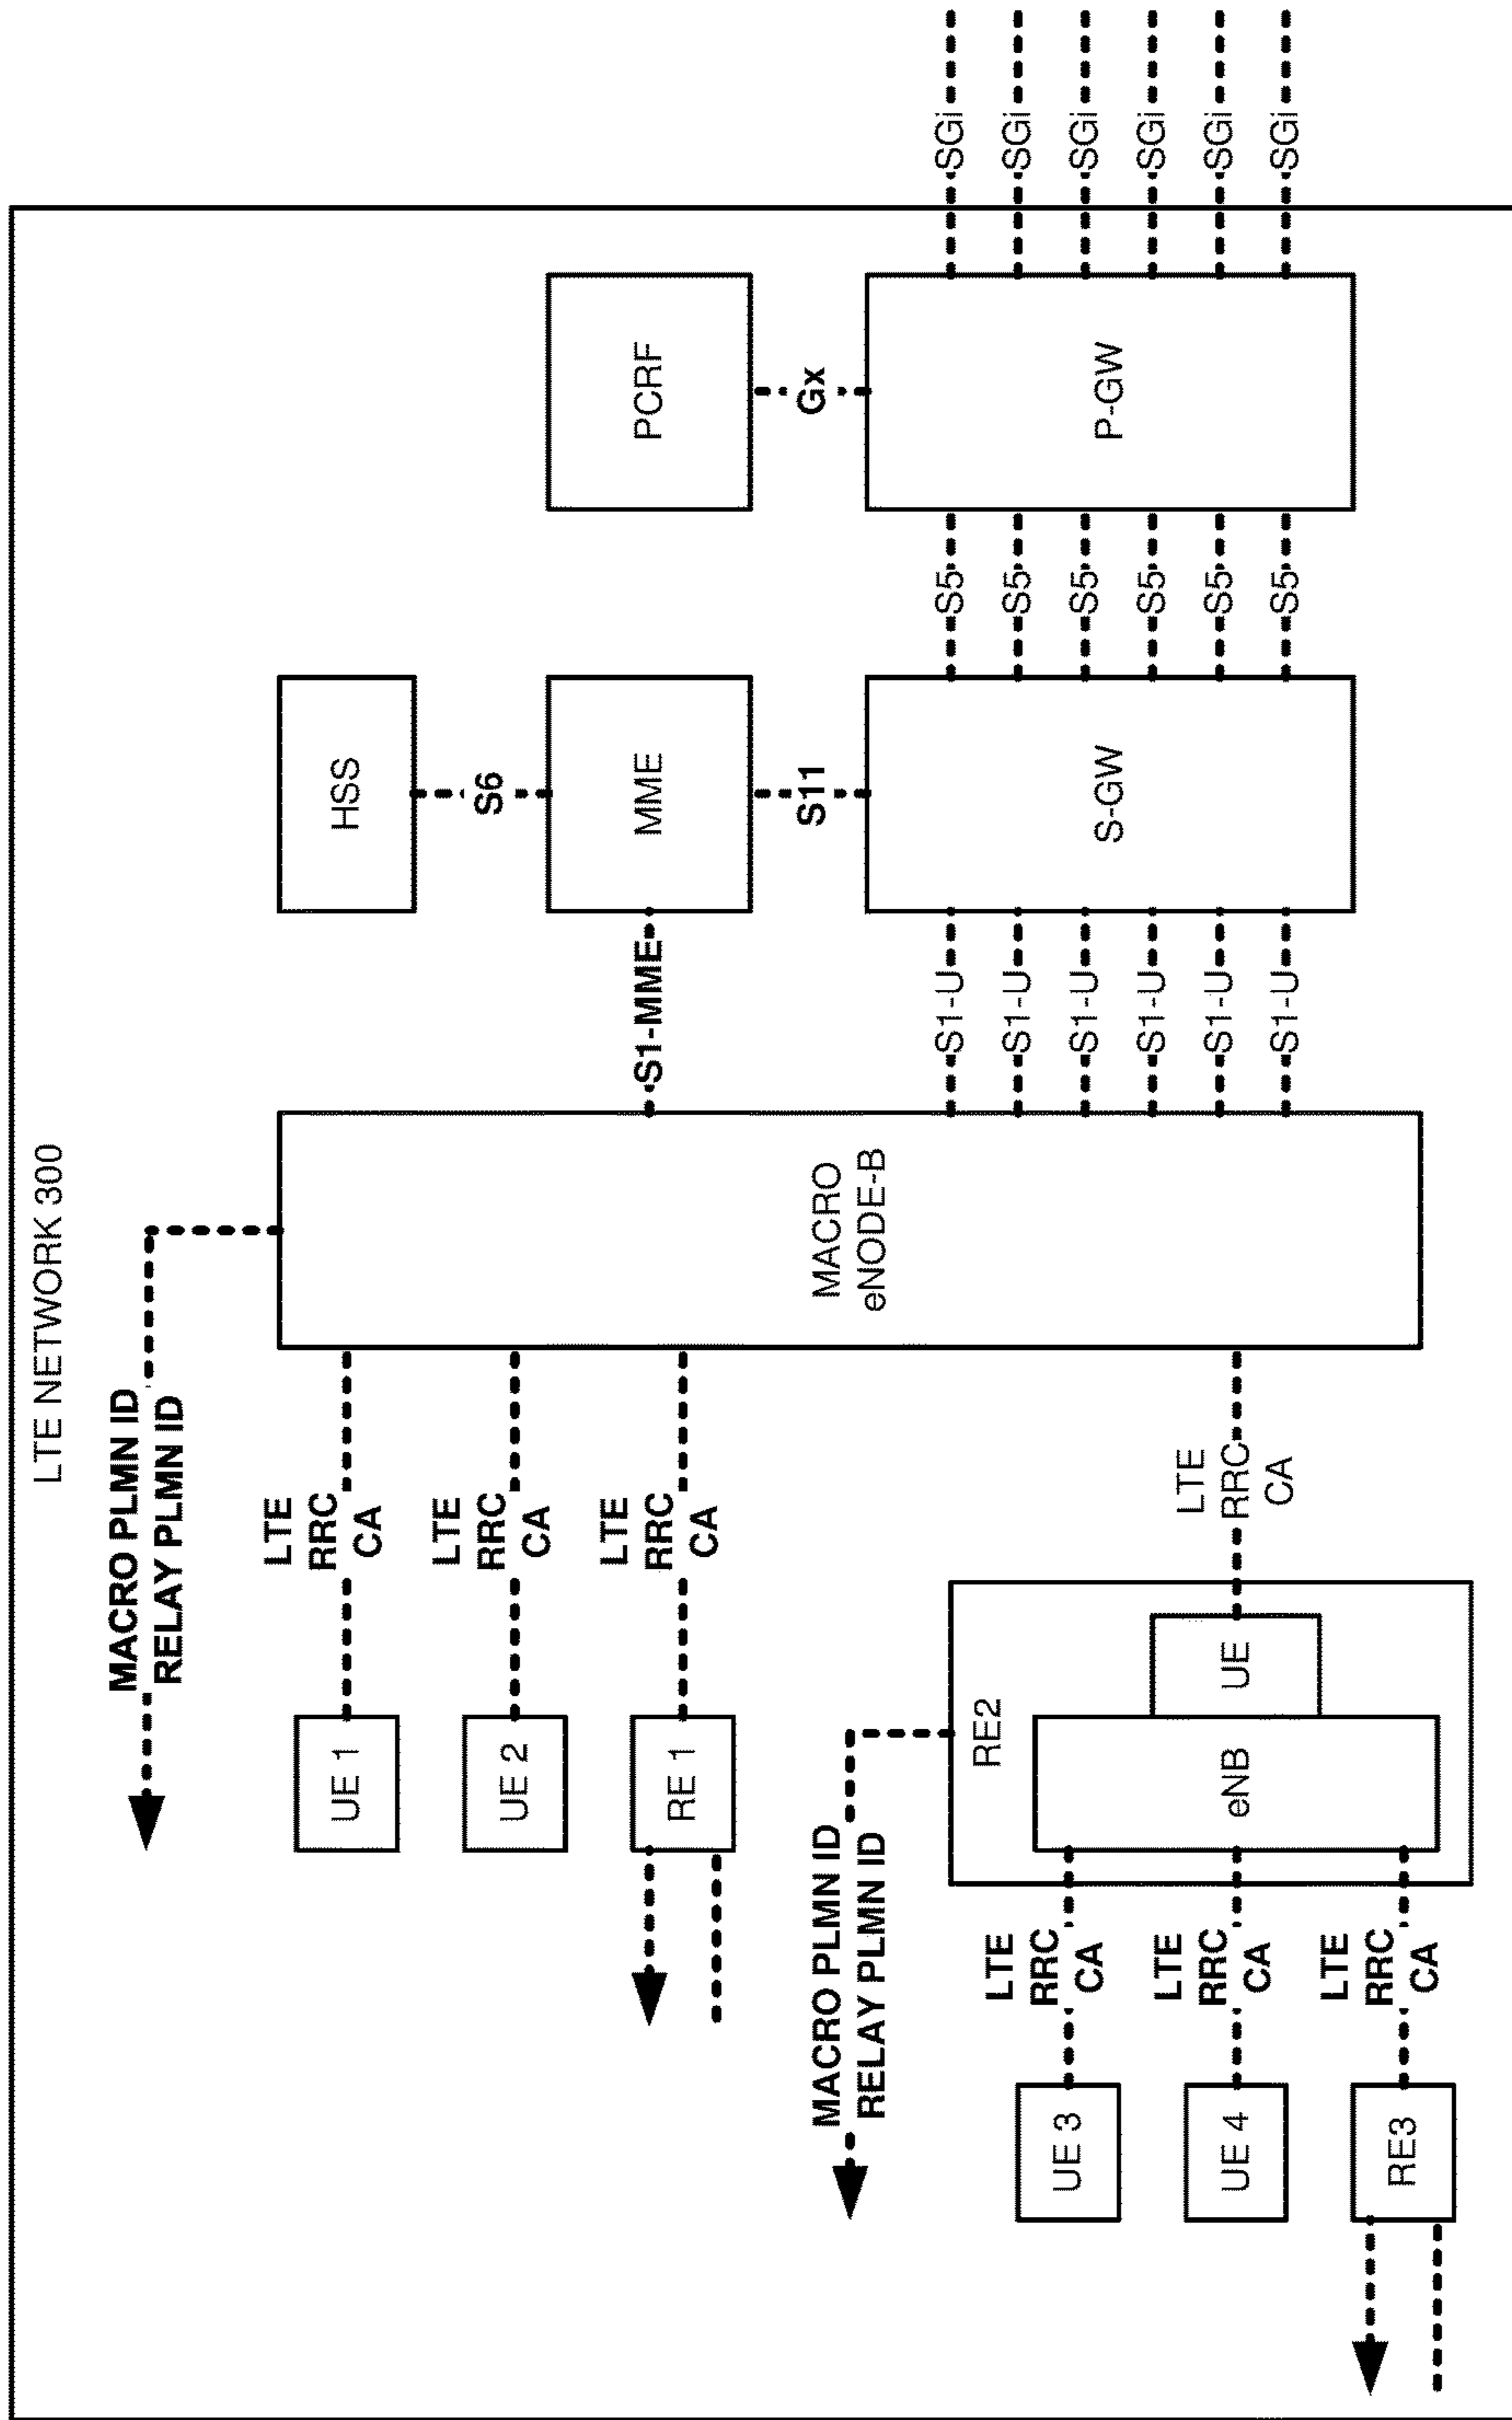 LTE NETWORK 300
MACRO PLMN ID
RELAY PLMN ID
UE 1
LTE
RRC
CA
UE 2
LTE
RRC
CA
RE 1
LTE
RRC
CA
MACRO
eNODE-B
HSS
S6
MME
S1-MME
S11
PCRF
Gx
S-GW
P-GW
S1-U
S1-U
S1-U
S1-U
S1-U
S1-U
S5
S5
S5
S5
S5
S5
SGi
SGi
SGi
SGi
SGi
SGi
MACRO PLMN ID
RELAY PLMN ID
RE2
eNB
UE
LTE
RRC
CA
UE 3
LTE
RRC
CA
UE 4
LTE
RRC
CA
RE3
LTE
RRC
CA